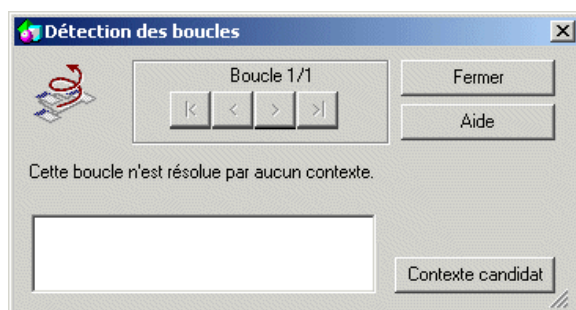 Détection des boucles
Boucle 1/1
Fermer
|< < > >|
Aide
Cette boucle n'est résolue par aucun contexte.
Contexte candidat